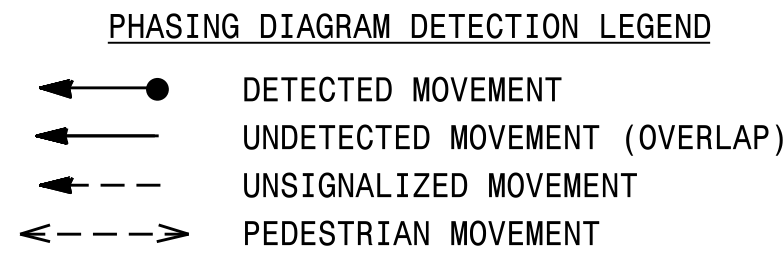 PHASING DIAGRAM DETECTION LEGEND
DETECTED MOVEMENT
UNDETECTED MOVEMENT (OVERLAP)
UNSIGNALIZED MOVEMENT
PEDESTRIAN MOVEMENT